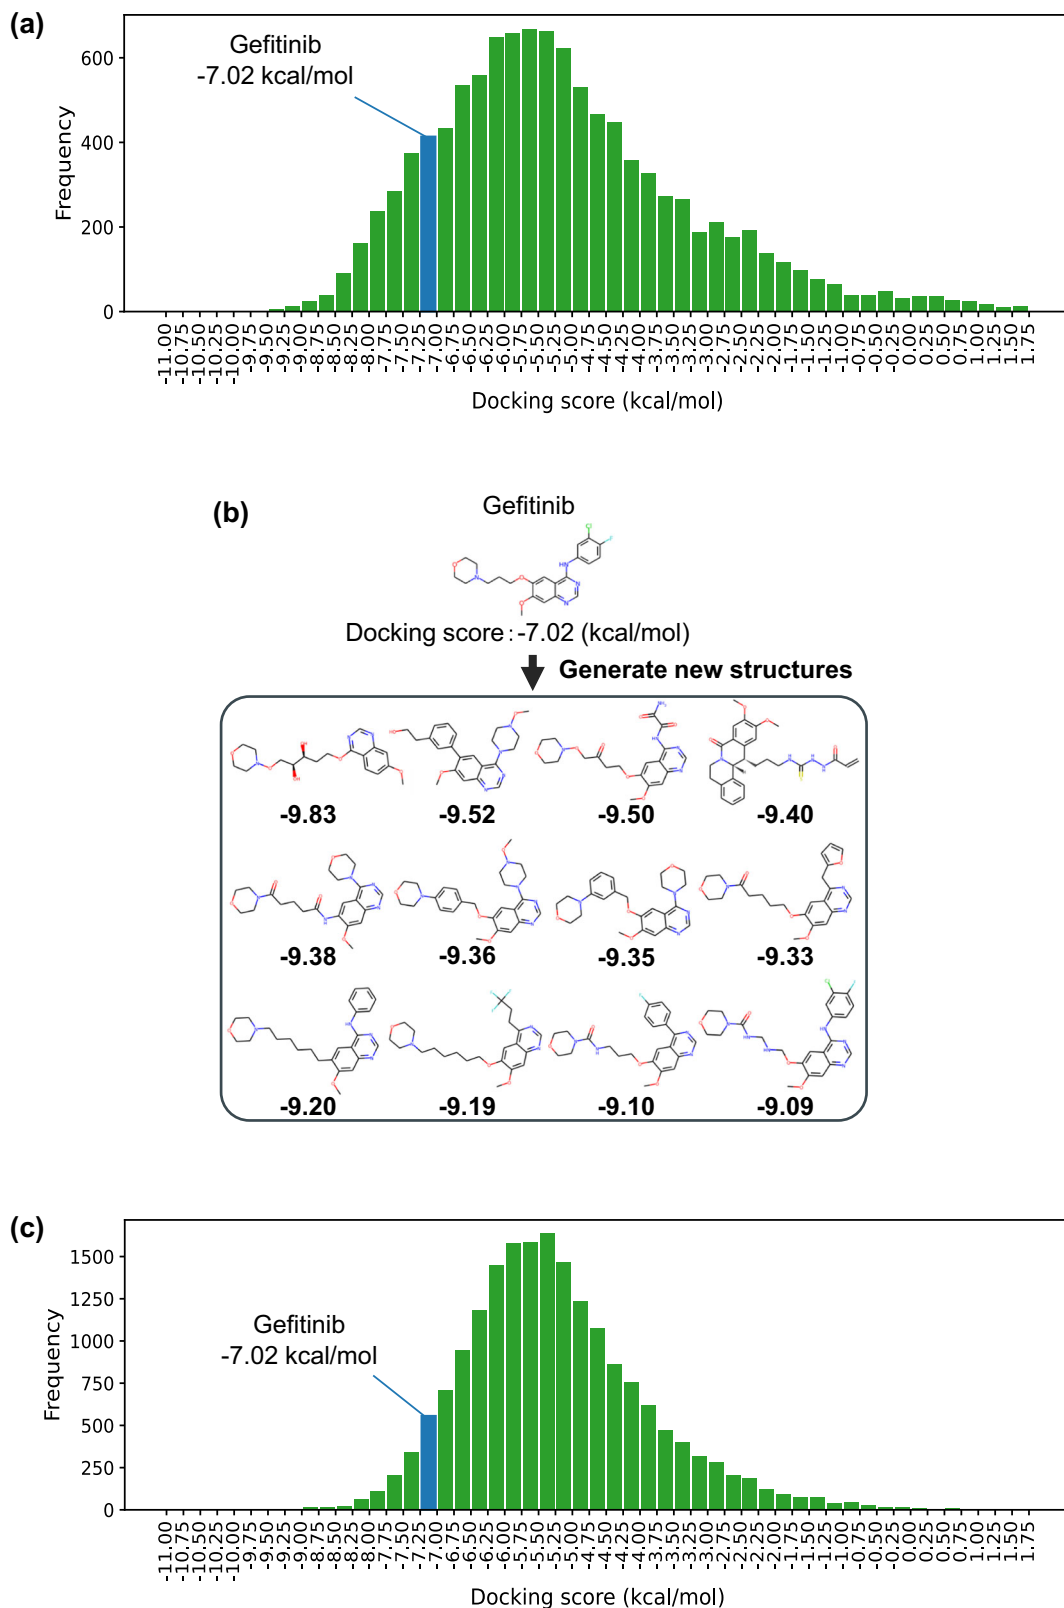 (a)
Gefitinib
-7.02 kcal/mol
Frequency
600
400
200
0
-11.00 -10.75 -10.50 -10.25 -10.00 -9.75 -9.50 -9.25 -9.00 -8.75 -8.50 -8.25 -8.00 -7.75 -7.50 -7.25 -7.00 -6.75 -6.50 -6.25 -6.00 -5.75 -5.50 -5.25 -5.00 -4.75 -4.50 -4.25 -4.00 -3.75 -3.50 -3.25 -3.00 -2.75 -2.50 -2.25 -2.00 -1.75 -1.50 -1.25 -1.00 -0.75 -0.50 -0.25 0.00 0.25 0.50 0.75 1.00 1.25 1.50 1.75
Docking score (kcal/mol)
(b)
Gefitinib
Docking score : -7.02 (kcal/mol)
Generate new structures
-9.83 -9.52 -9.50 -9.40
-9.38 -9.36 -9.35 -9.33
-9.20 -9.19 -9.10 -9.09
(c)
Gefitinib
-7.02 kcal/mol
Frequency
1500
1250
1000
750
500
250
0
-11.00 -10.75 -10.50 -10.25 -10.00 -9.75 -9.50 -9.25 -9.00 -8.75 -8.50 -8.25 -8.00 -7.75 -7.50 -7.25 -7.00 -6.75 -6.50 -6.25 -6.00 -5.75 -5.50 -5.25 -5.00 -4.75 -4.50 -4.25 -4.00 -3.75 -3.50 -3.25 -3.00 -2.75 -2.50 -2.25 -2.00 -1.75 -1.50 -1.25 -1.00 -0.75 -0.50 -0.25 0.00 0.25 0.50 0.75 1.00 1.25 1.50 1.75
Docking score (kcal/mol)